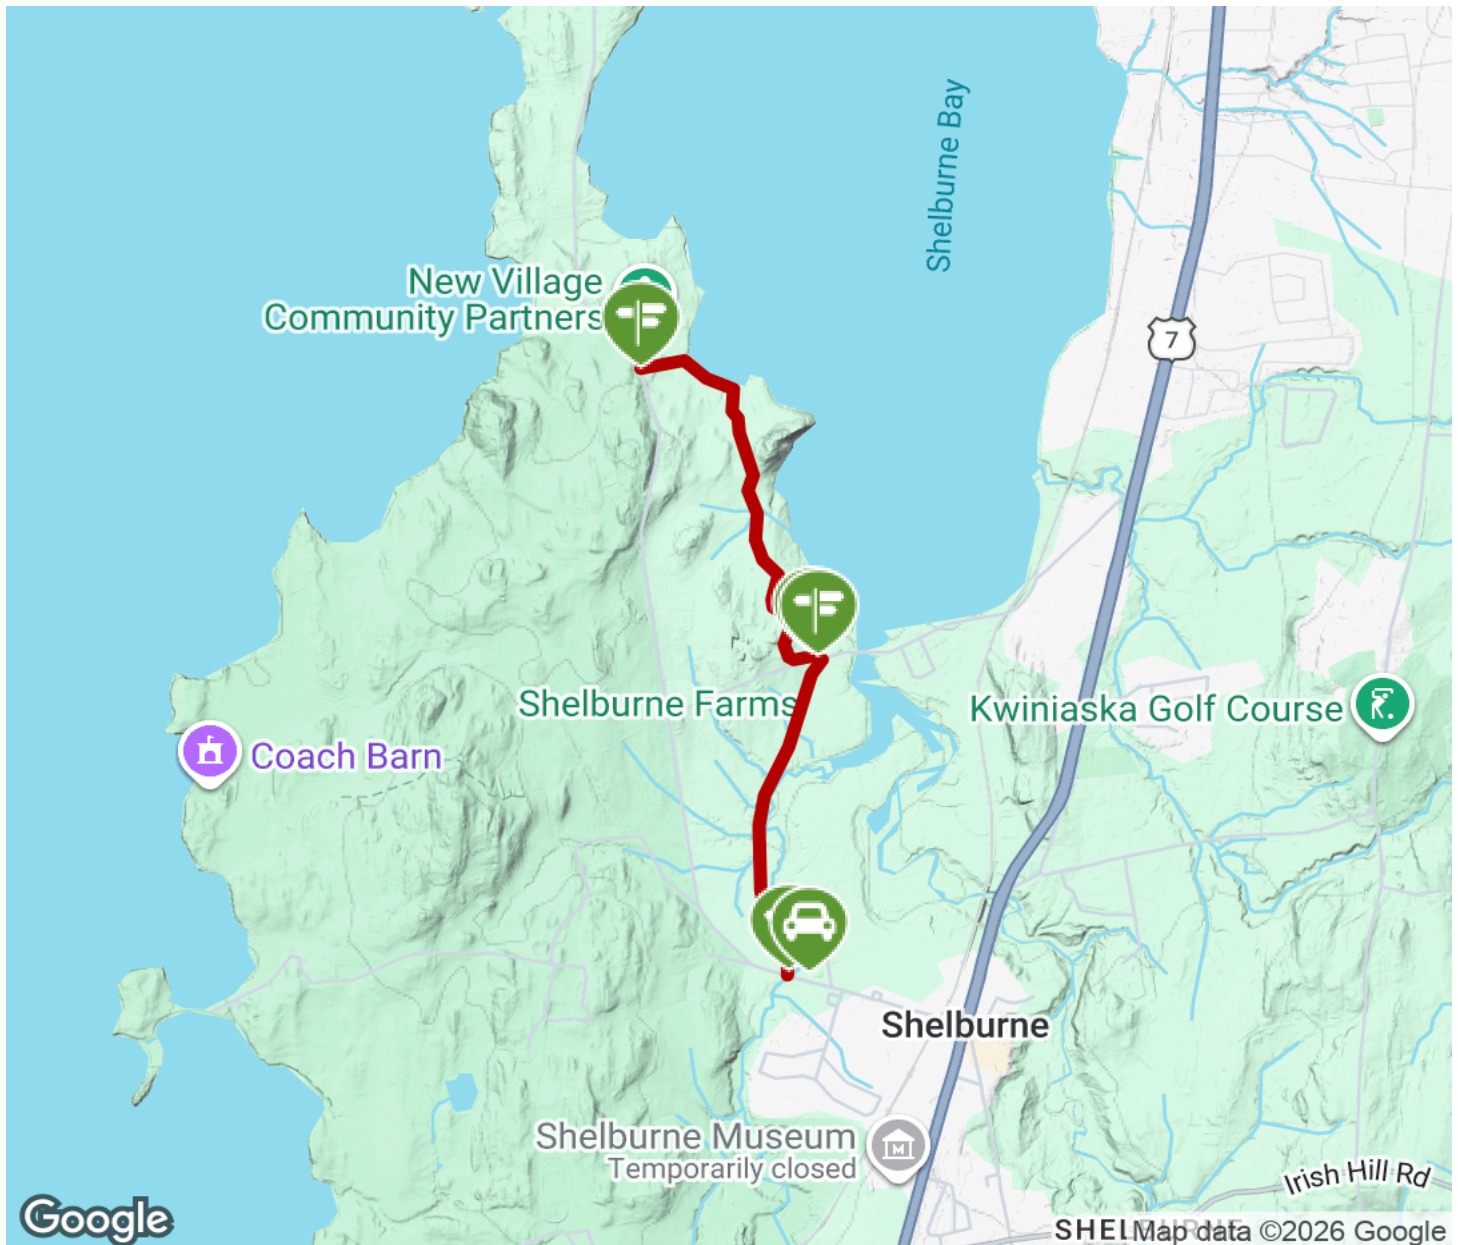 Shelburne Bay
New Village
Community Partners
7
Shelburne Farms
Kwiniaska Golf Course
Coach Barn
Shelburne
Shelburne Museum
Temporarily closed
M
Irish Hill Rd
Google
Map data ©2026 Google